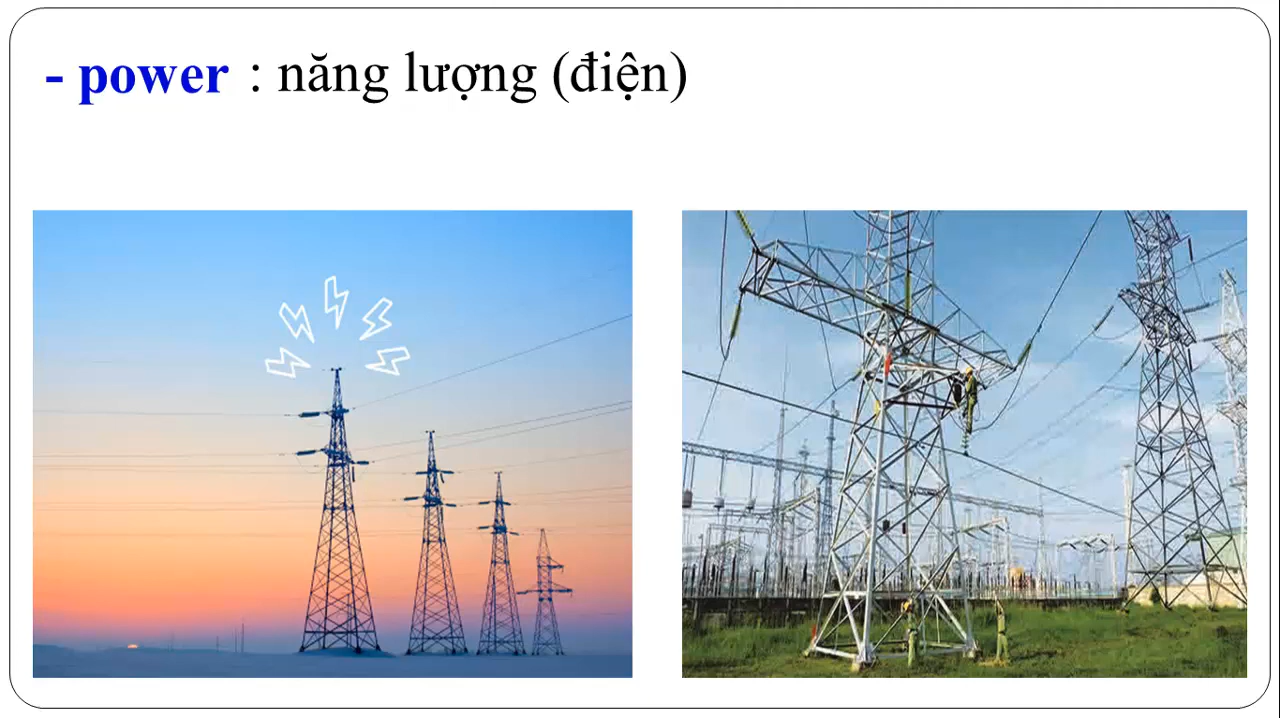 - power : năng lượng (điện)